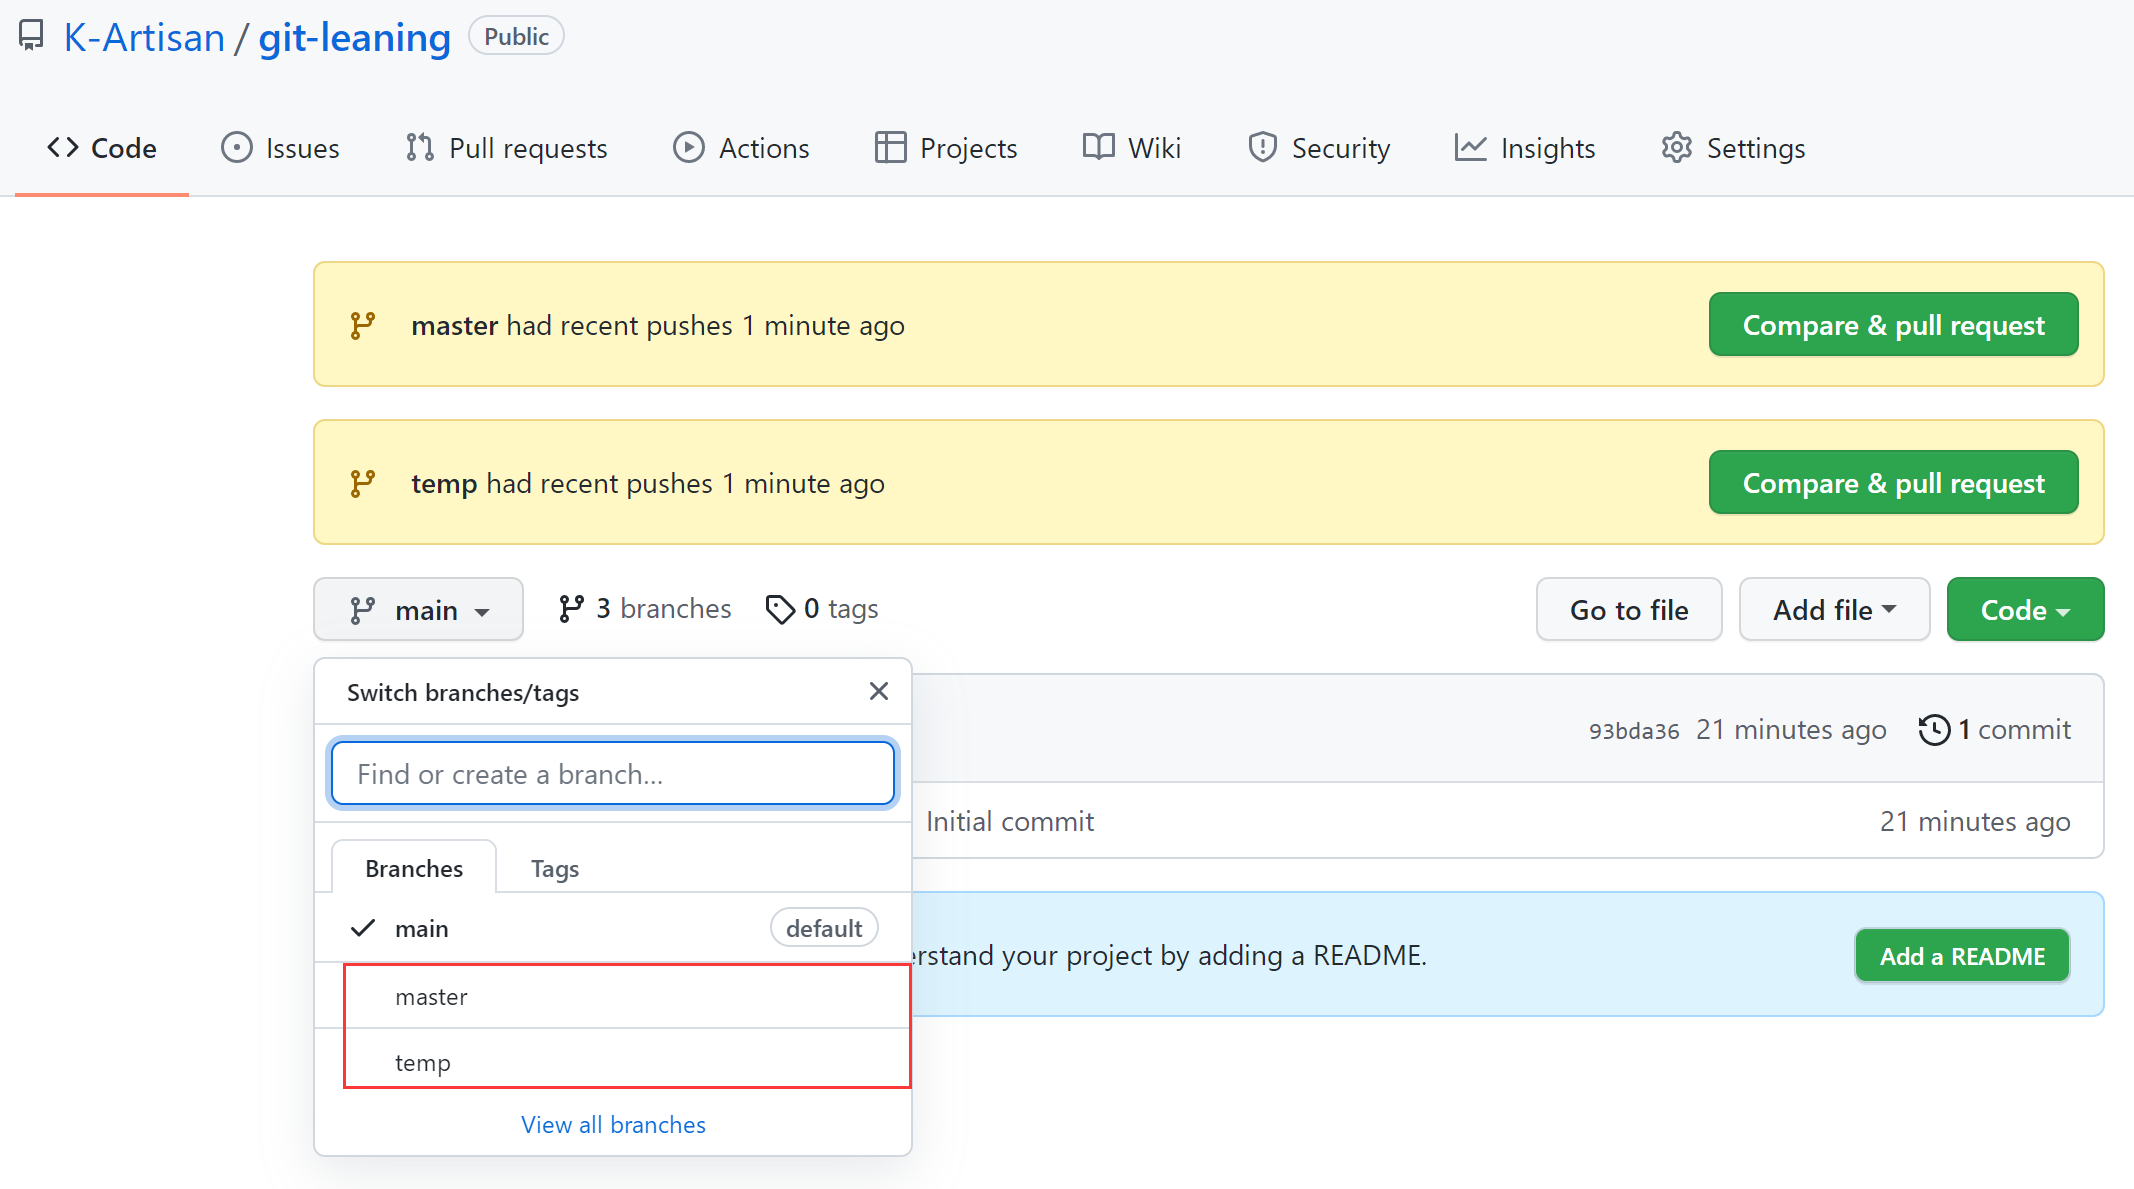 K-Artisan / git-leaning Public
Code Issues Pull requests Actions Projects Wiki Security Insights Settings
master had recent pushes 1 minute ago Compare & pull request
temp had recent pushes 1 minute ago Compare & pull request
main 3 branches 0 tags Go to file Add file Code
Switch branches/tags
93bda36 21 minutes ago 1 commit
Find or create a branch...
Initial commit 21 minutes ago
Branches Tags
main default
erstand your project by adding a README. Add a README
master
temp
View all branches